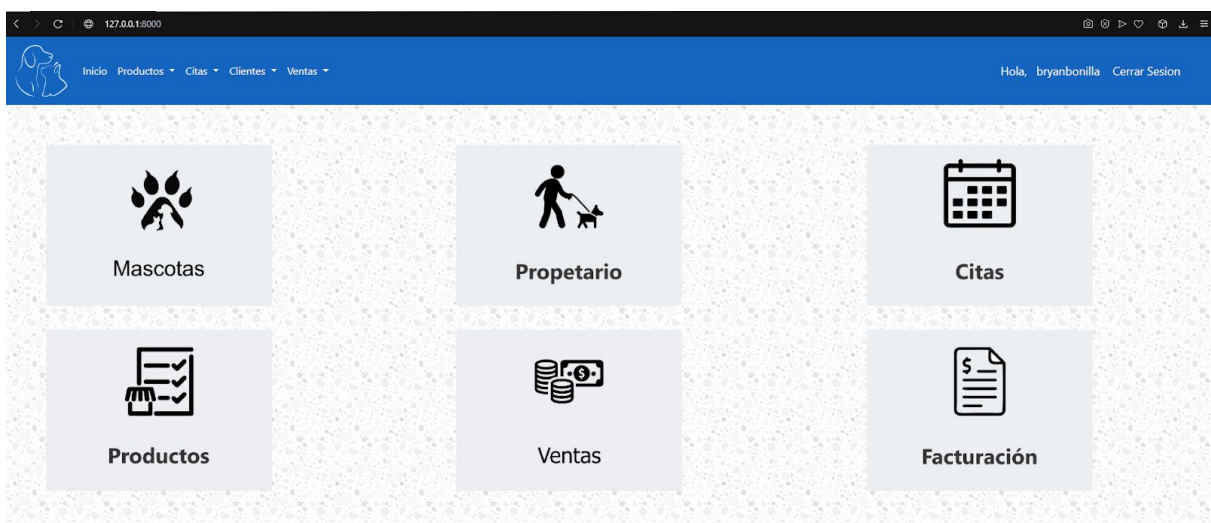 127.0.0.1:8000
Inicio Productos Citas Clientes Ventas Hola, bryanbonilla Cerrar Sesion
Mascotas Propetario Citas
Productos Ventas Facturación